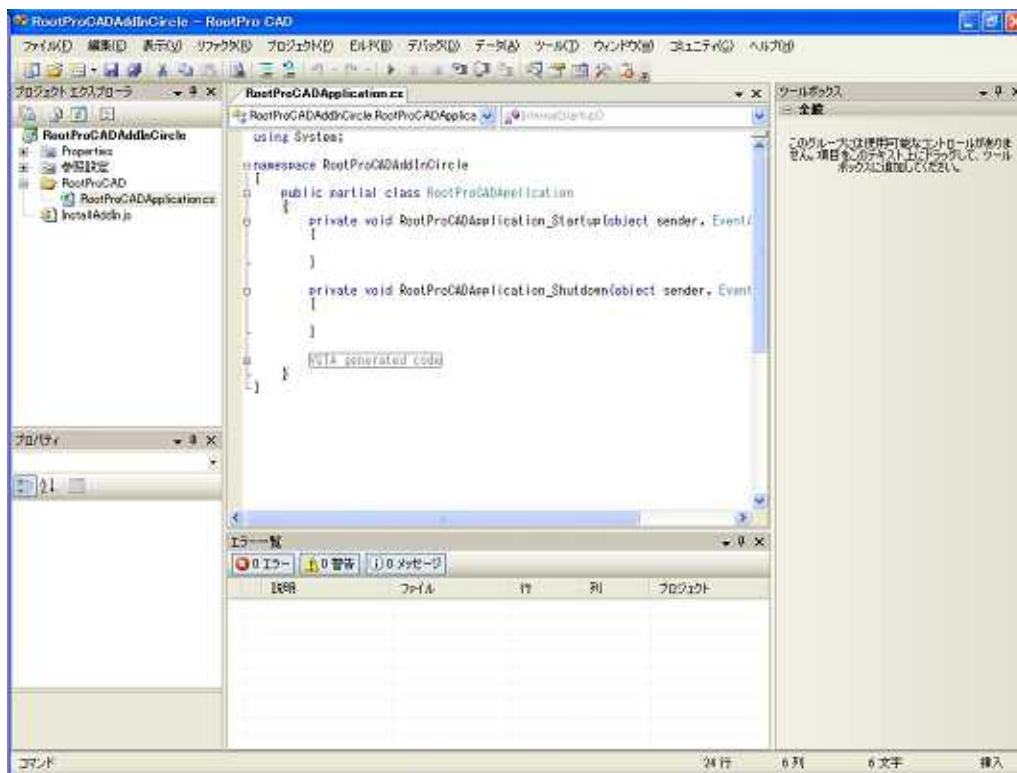 RootProCADAddInCircle - RootPro CAD
ファイル(F) 編集(E) 表示(V) リファクタ(R) プロジェクト(P) ビルド(B) デバッグ(D) データ(A) ツール(T) ウィンドウ(W) コミュニティ(C) ヘルプ(H)
プロジェクト エクスプローラ
RootProCADAddInCircle
Properties
参照設定
RootProCAD
RootProCADApplication.cs
InstallAddIn.js
プロパティ
RootProCADApplication.cs
RootProCADAddInCircle.RootProCADApplica
InternalStartup()
using System;
namespace RootProCADAddInCircle
{
public partial class RootProCADApplication
{
private void RootProCADApplication_Startup(object sender, EventA
{
}
private void RootProCADApplication_Shutdown(object sender, Event
{
}
VSTA generated code
}
}
エラー一覧
0 エラー 0 警告 0 メッセージ
説明 ファイル 行 列 プロジェクト
ツールボックス
全般
このグループには使用可能なコントロールがありま
せん。項目をこのテキスト上にドラッグして、ツール
ボックスに追加してください。
コマンド 24 行 6 列 6 文字 挿入